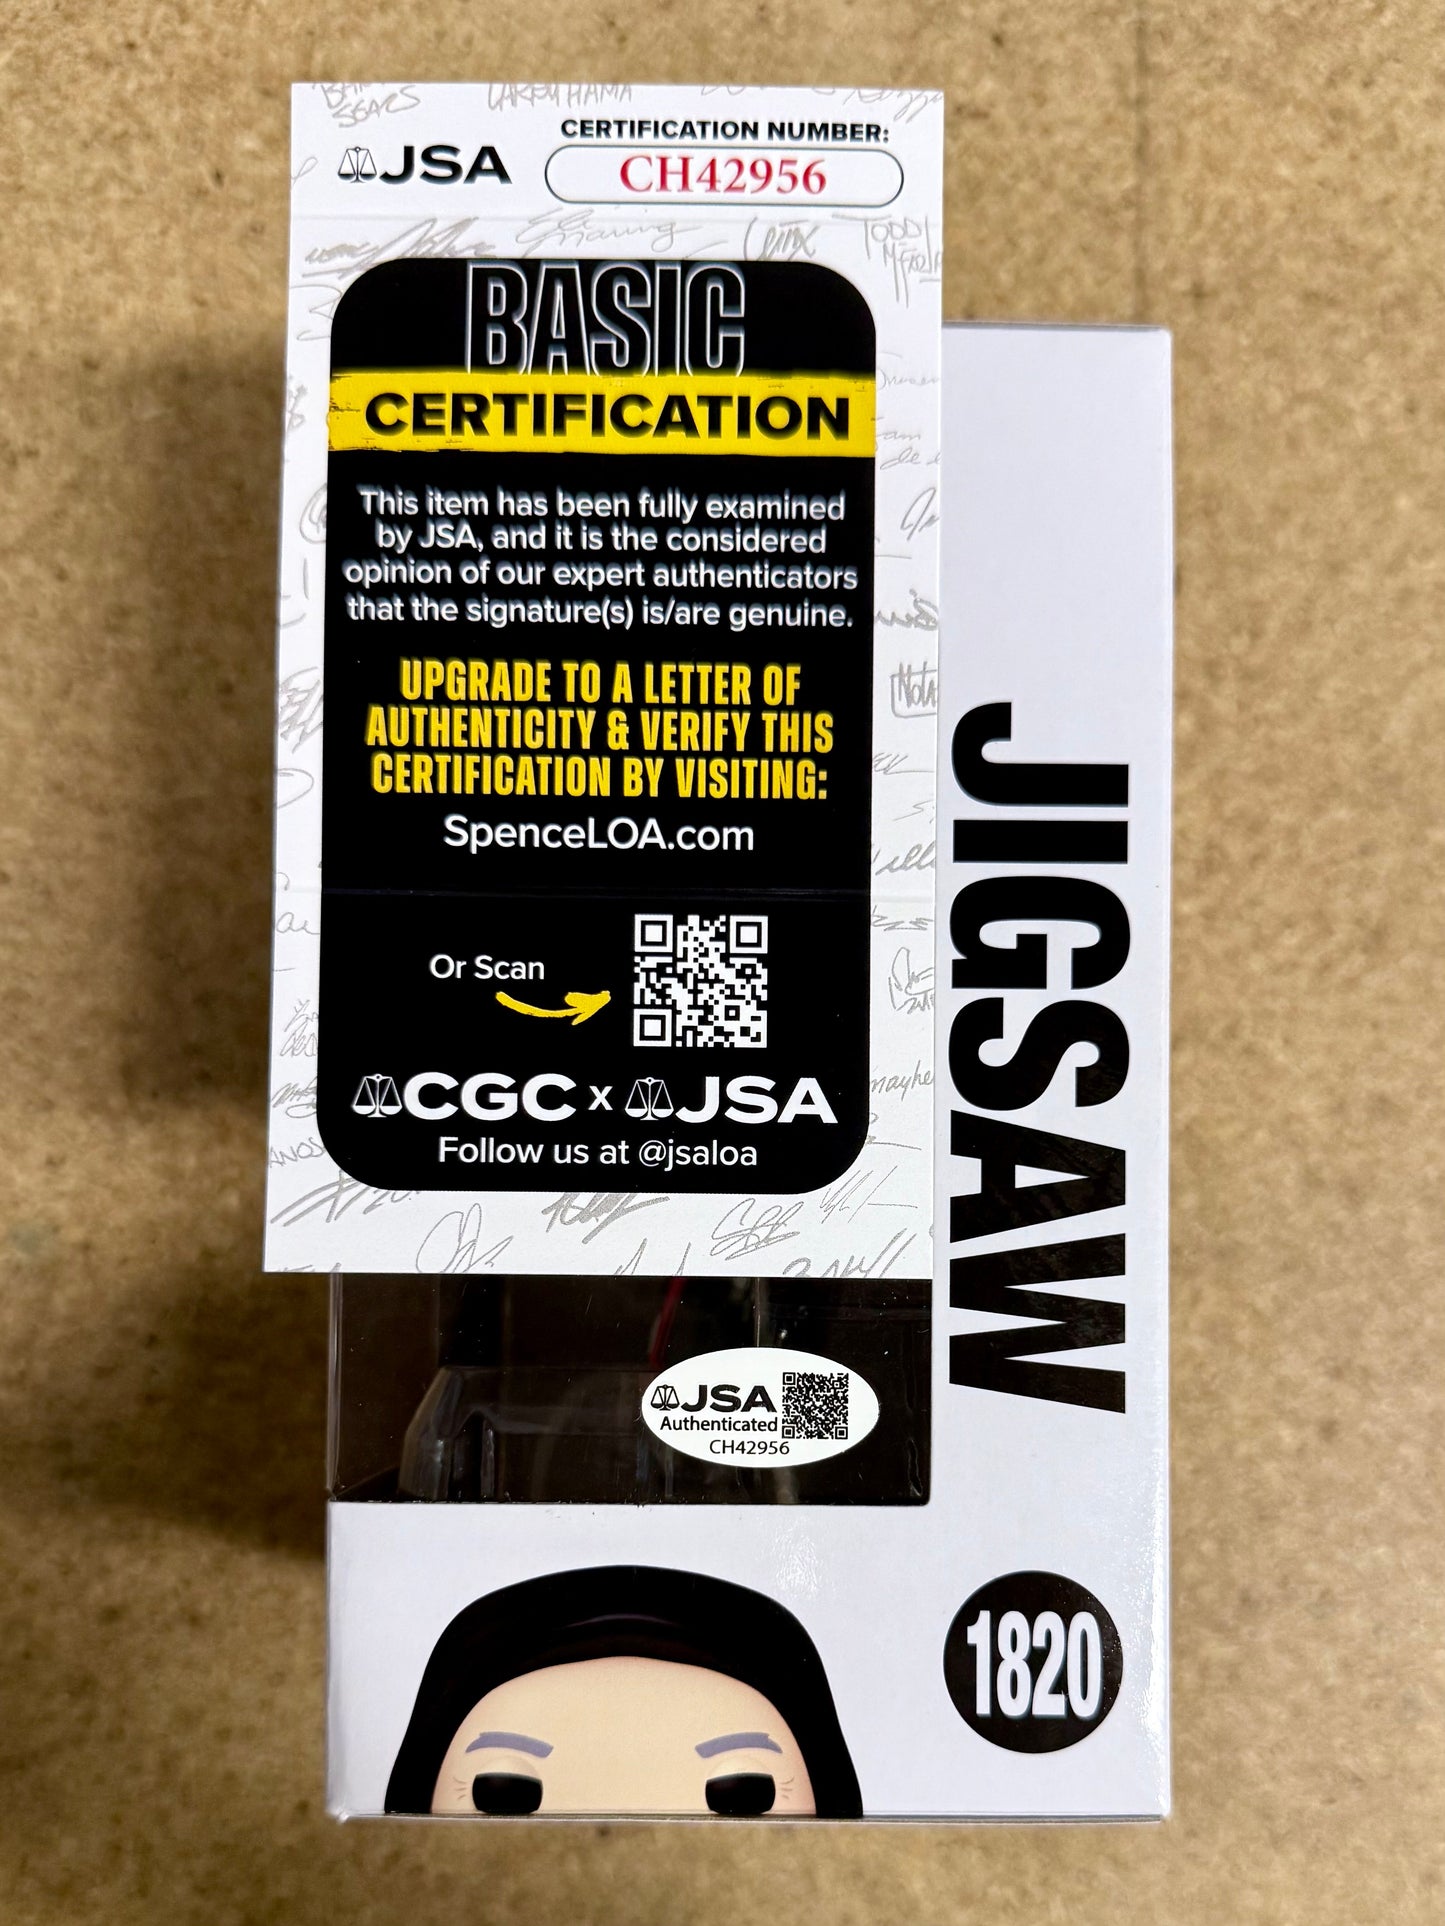 JSA
CERTIFICATION NUMBER:
CH42956
BASIC
CERTIFICATION
This item has been fully examined
by JSA, and it is the considered
opinion of our expert authenticators
that the signature(s) is/are genuine.
UPGRADE TO A LETTER OF
AUTHENTICITY & VERIFY THIS
CERTIFICATION BY VISITING:
SpenceLOA.com
Or Scan
CGC x JSA
Follow us at @jsaloa
JIGSAW
JSA
Authenticated
CH42956
1820